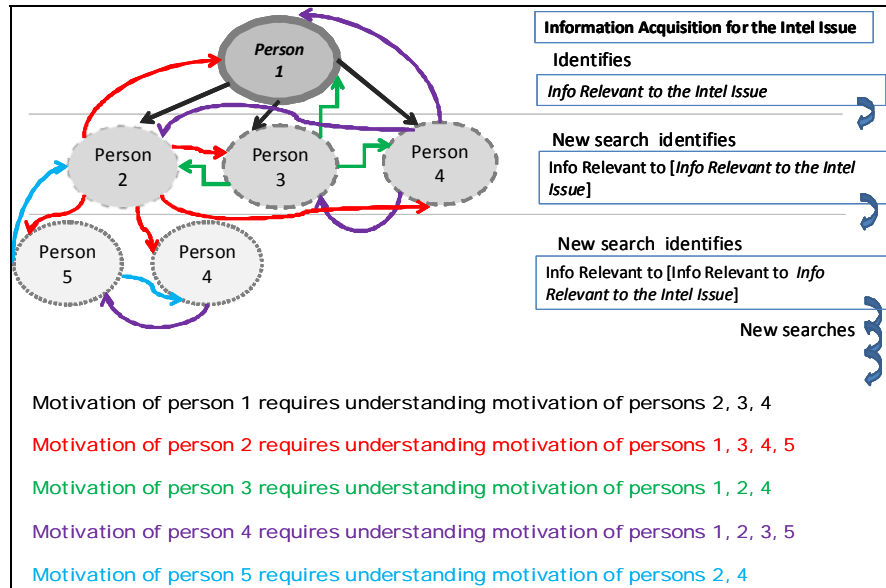 Person
1
Person
2
Person
3
Person
4
Person
5
Person
4
Information Acquisition for the Intel Issue
Identifies
Info Relevant to the Intel Issue
New search identifies
Info Relevant to [Info Relevant to the Intel
Issue]
New search identifies
Info Relevant to [Info Relevant to Info
Relevant to the Intel Issue]
New searches
Motivation of person 1 requires understanding motivation of persons 2, 3, 4
Motivation of person 2 requires understanding motivation of persons 1, 3, 4, 5
Motivation of person 3 requires understanding motivation of persons 1, 2, 4
Motivation of person 4 requires understanding motivation of persons 1, 2, 3, 5
Motivation of person 5 requires understanding motivation of persons 2, 4